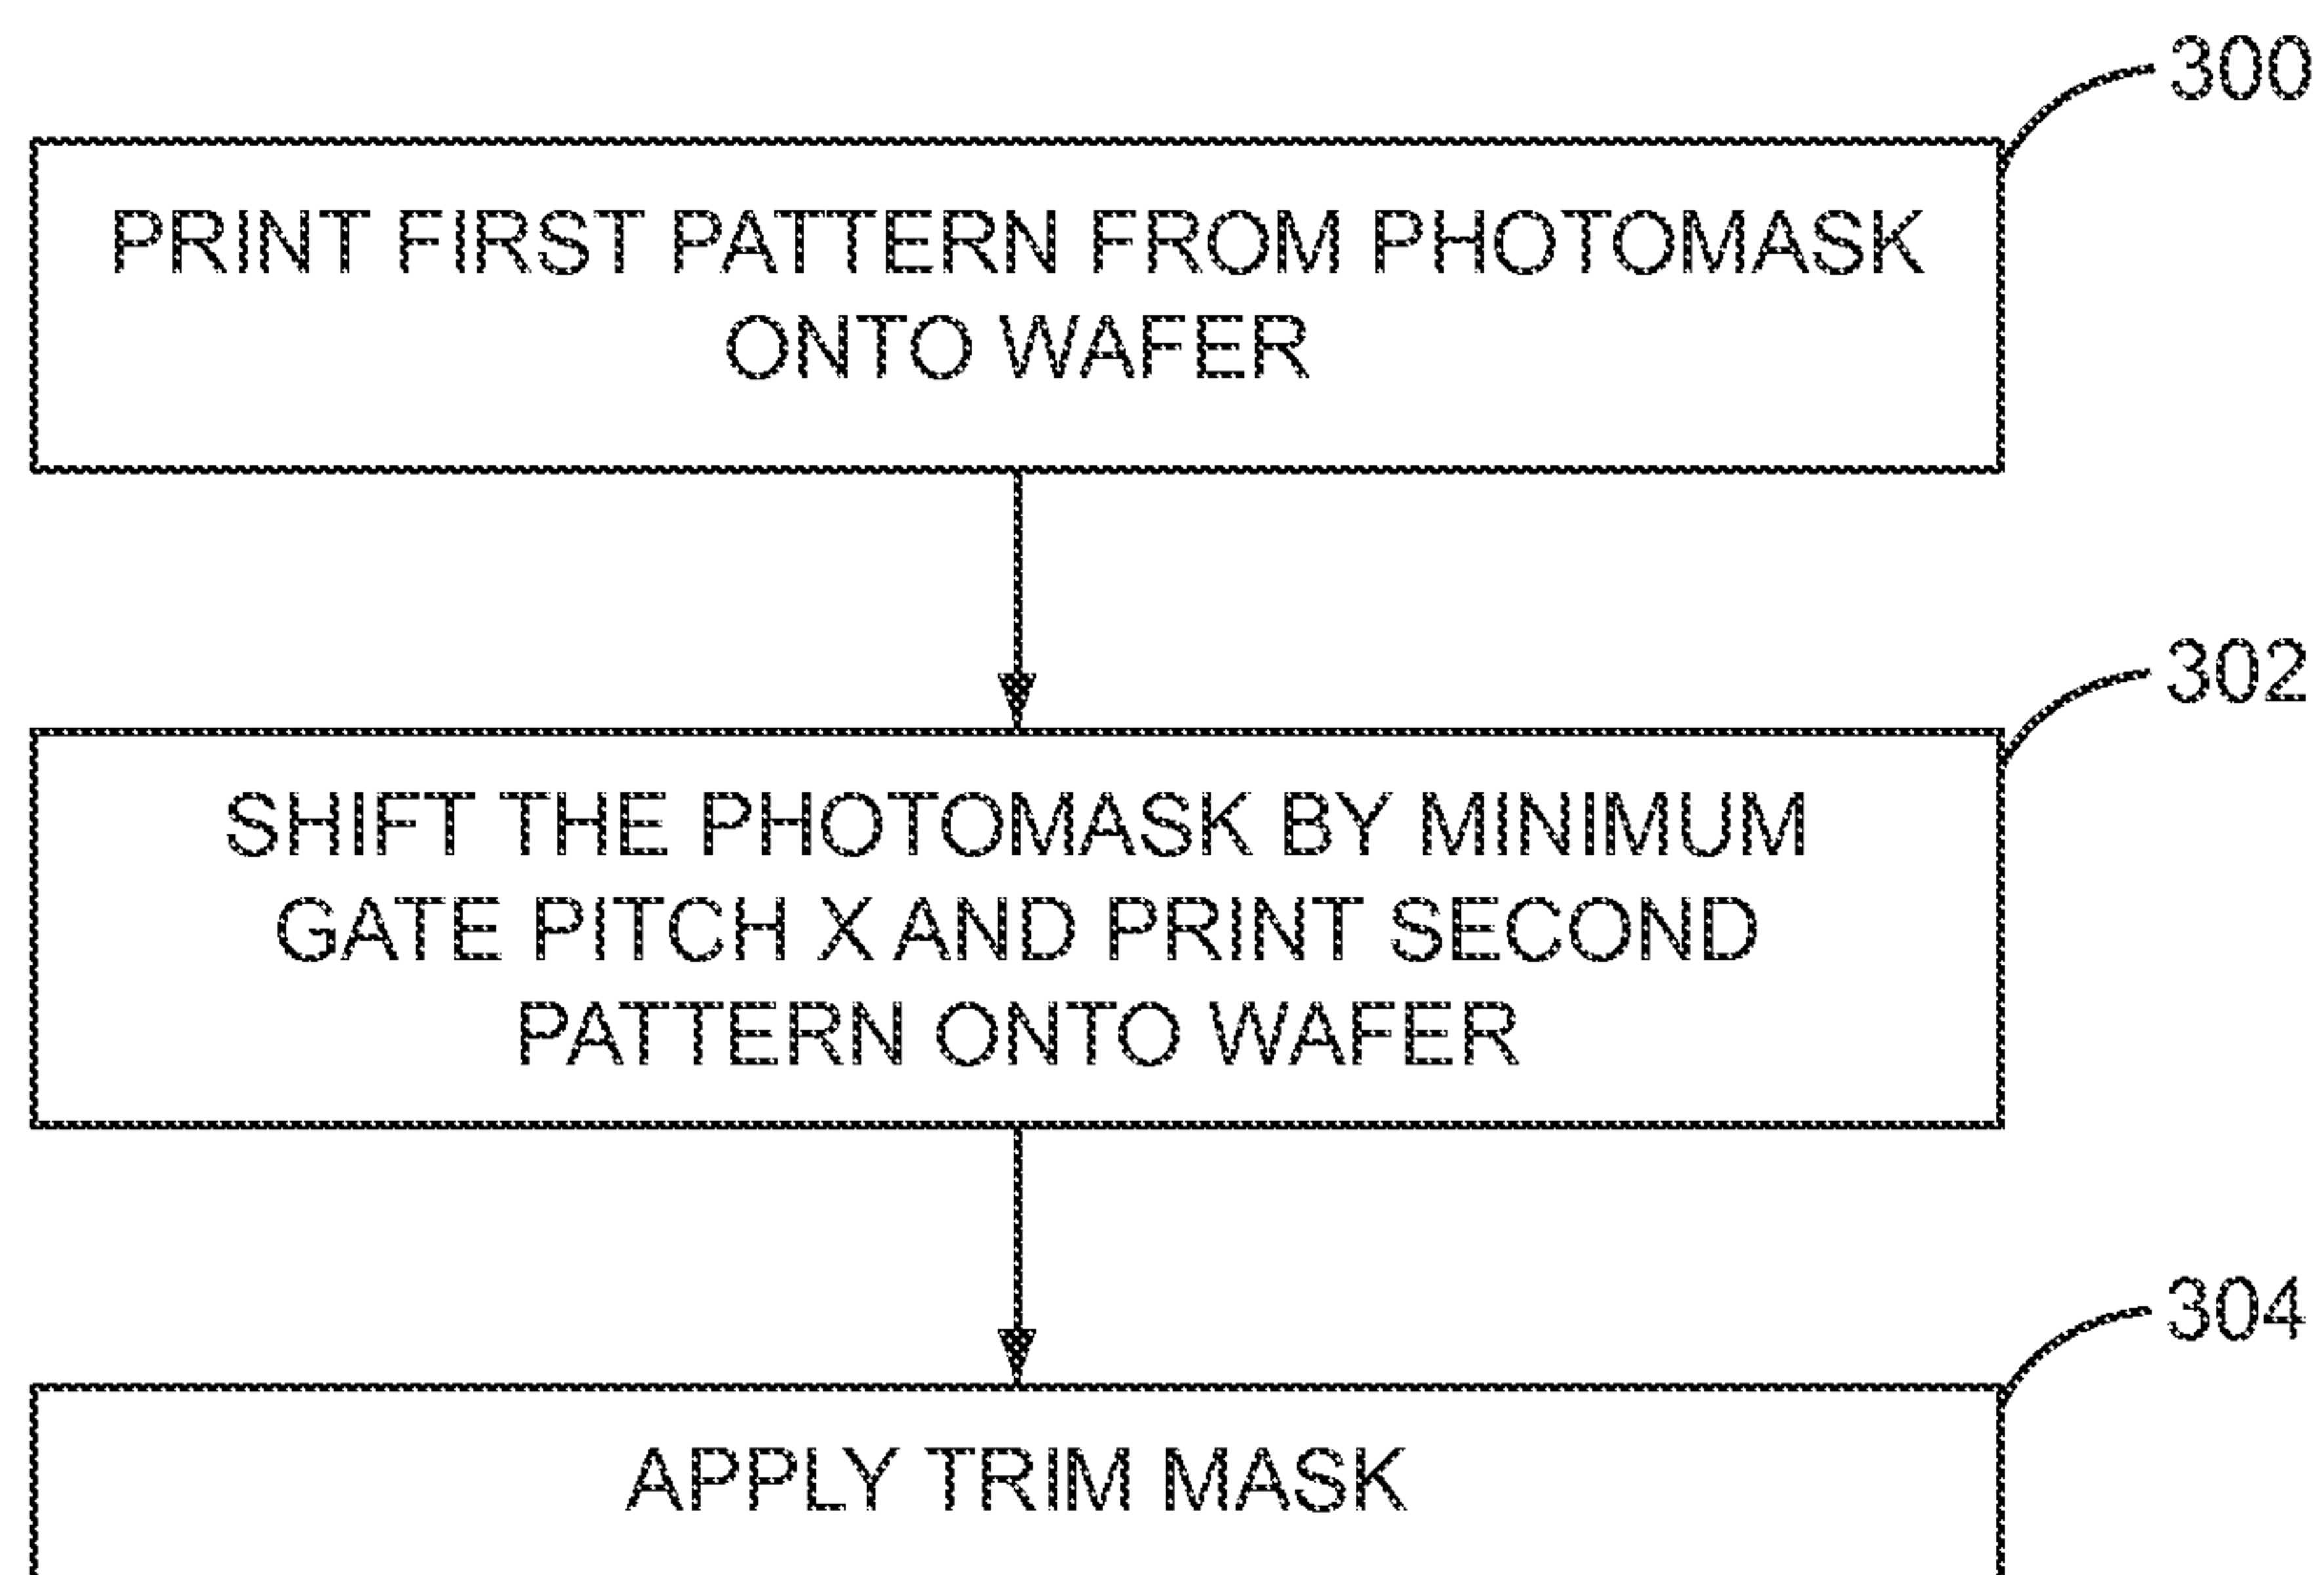 300
PRINT FIRST PATTERN FROM PHOTOMASK
ONTO WAFER
302
SHIFT THE PHOTOMASK BY MINIMUM
GATE PITCH X AND PRINT SECOND
PATTERN ONTO WAFER
304
APPLY TRIM MASK